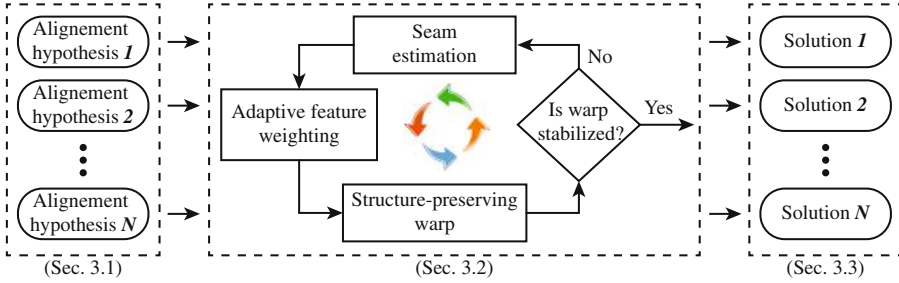 Alignement
hypothesis 1
Alignement
hypothesis 2
Alignement
hypothesis N
(Sec. 3.1)
Seam
estimation
Adaptive feature
weighting
Structure-preserving
warp
Is warp
stabilized?
No
Yes
(Sec. 3.2)
Solution 1
Solution 2
Solution N
(Sec. 3.3)